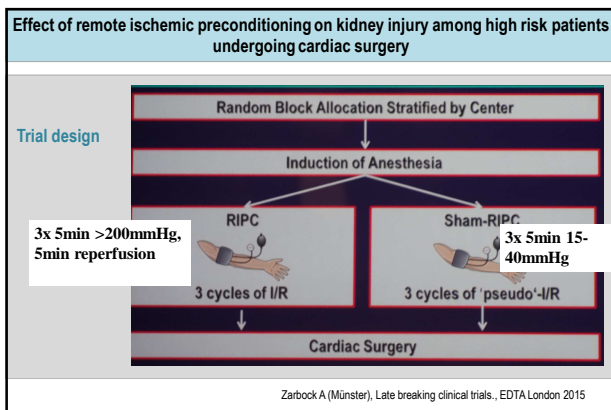 Effect of remote ischemic preconditioning on kidney injury among high risk patients
undergoing cardiac surgery
Trial design
Random Block Allocation Stratified by Center
Induction of Anesthesia
RIPC
3x 5min >200mmHg,
5min reperfusion
3 cycles of I/R
Sham-RIPC
3x 5min 15-
40mmHg
3 cycles of 'pseudo'-I/R
Cardiac Surgery
Zarbock A (Münster), Late breaking clinical trials., EDTA London 2015